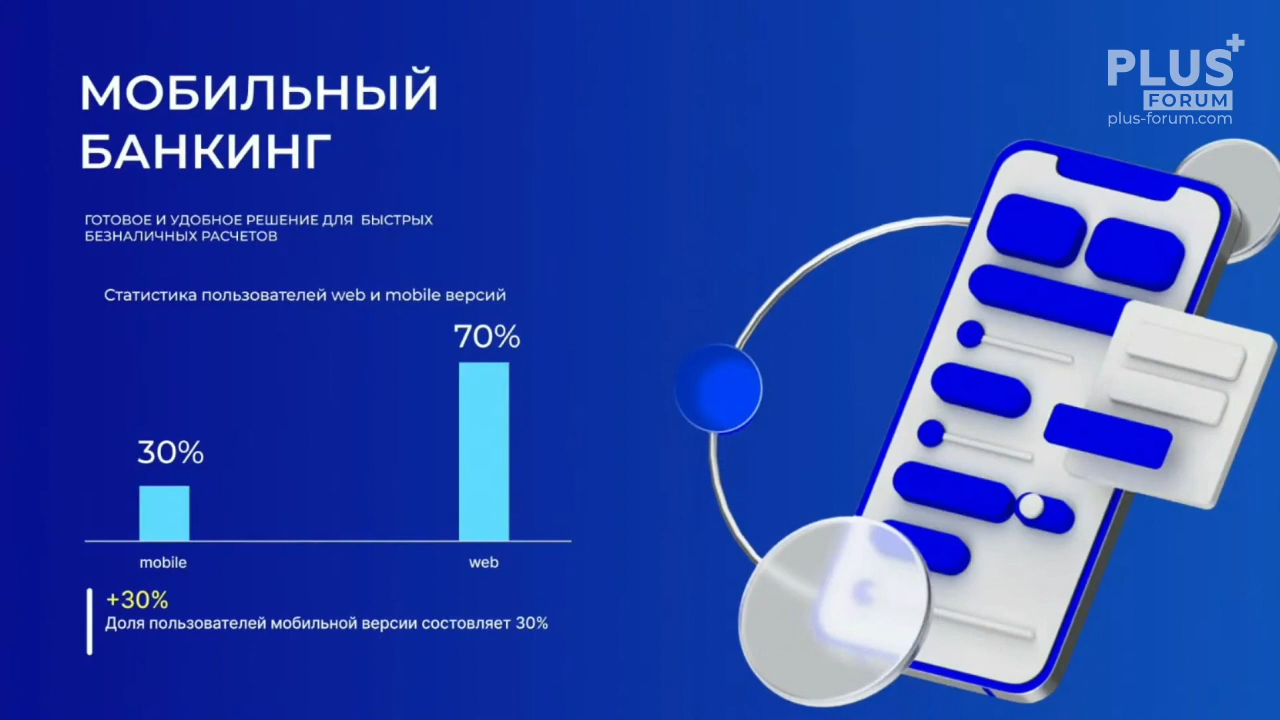 PLUS+
FORUM
plus-forum.com
МОБИЛЬНЫЙ
БАНКИНГ
ГОТОВОЕ И УДОБНОЕ РЕШЕНИЕ ДЛЯ БЫСТРЫХ
БЕЗНАЛИЧНЫХ РАСЧЕТОВ
Статистика пользователей web и mobile версий
70%
30%
mobile
web
+30%
Доля пользователей мобильной версии состовляет 30%